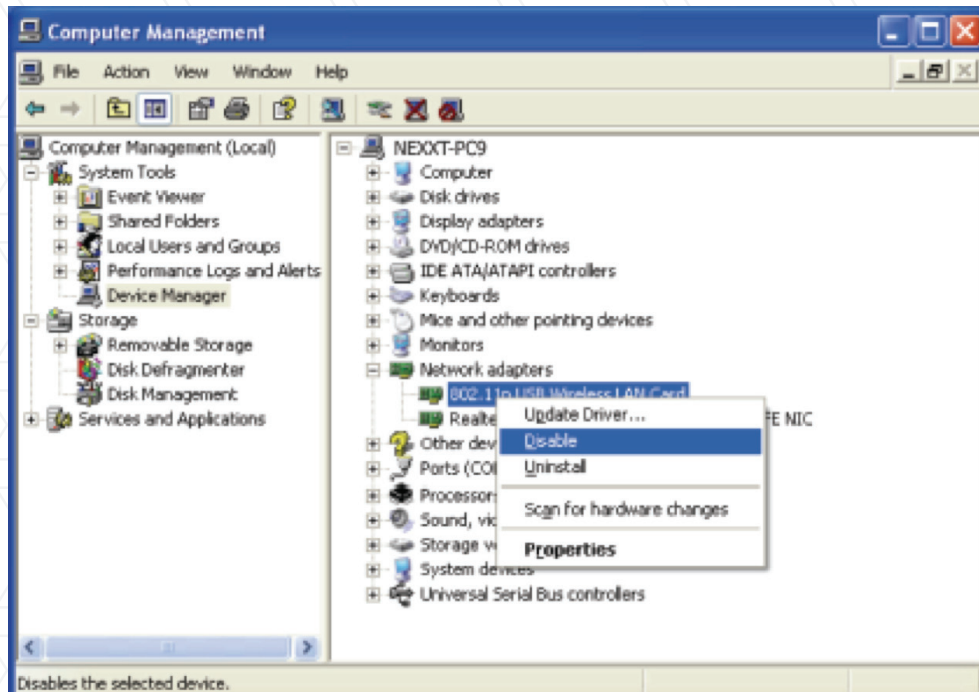 Computer Management
File Action View Window Help
Computer Management (Local)
System Tools
Event Viewer
Shared Folders
Local Users and Groups
Performance Logs and Alerts
Device Manager
Storage
Removable Storage
Disk Defragmenter
Disk Management
Services and Applications
NEXXT-PC9
Computer
Disk drives
Display adapters
DVD/CD-ROM drives
IDE ATA/ATAPI controllers
Keyboards
Mice and other pointing devices
Monitors
Network adapters
802.11n USB Wireless LAN Card
Realte FE NIC
Other dev
Ports (CO
Processor
Sound, vid
Storage v
System devices
Universal Serial Bus controllers
Update Driver...
Disable
Uninstall
Scan for hardware changes
Properties
Disables the selected device.